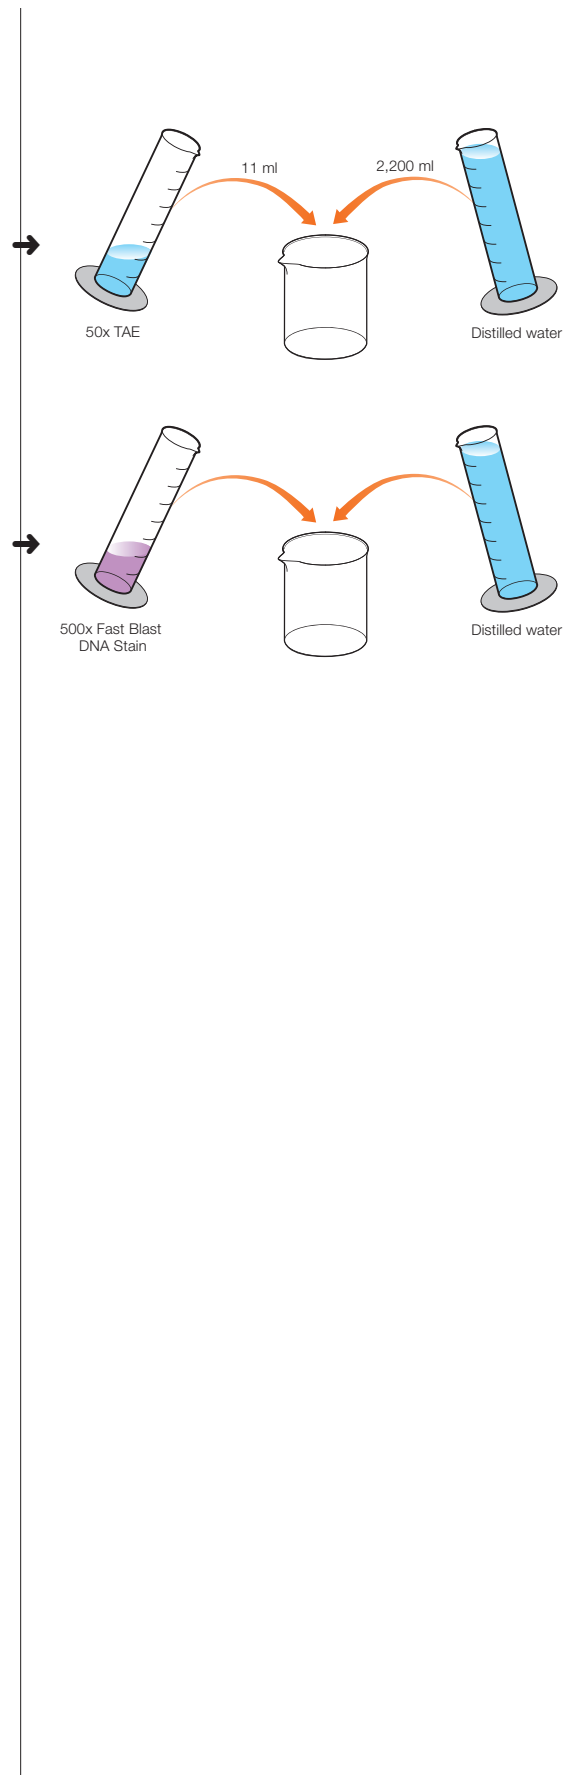 11 ml
2,200 ml
50x TAE
Distilled water
500x Fast Blast
DNA Stain
Distilled water